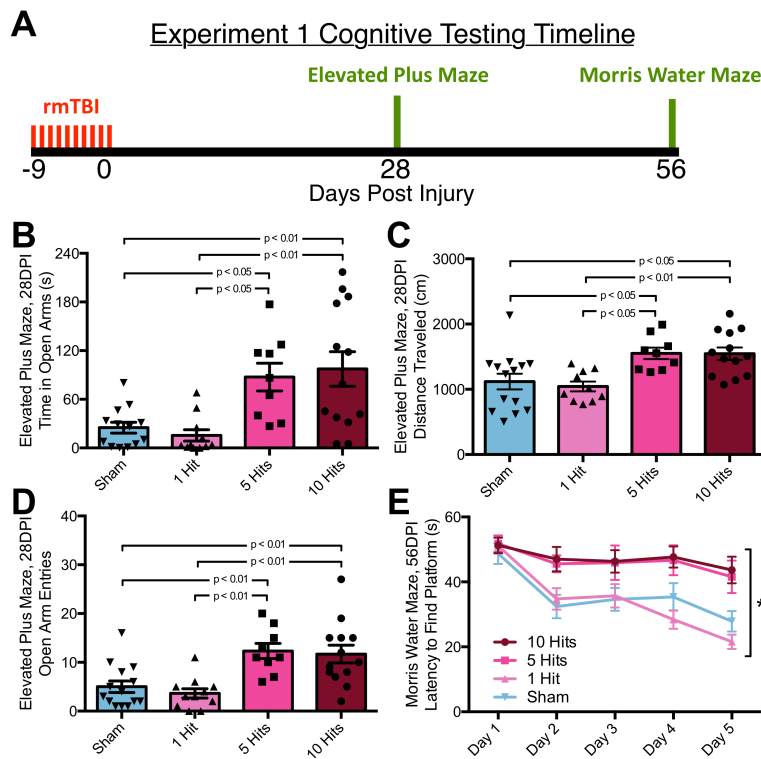 A
Experiment 1 Cognitive Testing Timeline
Elevated Plus Maze
Morris Water Maze
rmTBI
-9
0
28
56
Days Post Injury
B
Elevated Plus Maze, 28DPI
Time in Open Arms (s)
240
180
120
60
0
p < 0.01
p < 0.01
p < 0.05
p < 0.05
Sham
1 Hit
5 Hits
10 Hits
C
Elevated Plus Maze, 28DPI
Distance Traveled (cm)
3000
2000
1000
0
p < 0.05
p < 0.01
p < 0.05
p < 0.05
Sham
1 Hit
5 Hits
10 Hits
D
Elevated Plus Maze, 28DPI
Open Arm Entries
40
30
20
10
0
p < 0.01
p < 0.01
p < 0.01
p < 0.01
Sham
1 Hit
5 Hits
10 Hits
E
Morris Water Maze, 56DPI
Latency to Find Platform (s)
60
40
20
0
10 Hits
5 Hits
1 Hit
Sham
*
Day 1
Day 2
Day 3
Day 4
Day 5